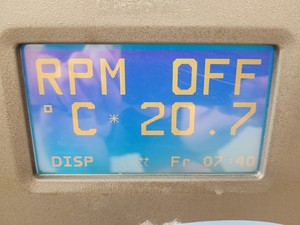 RPM OFF
°C * 20.7
DISP Fr 07:40